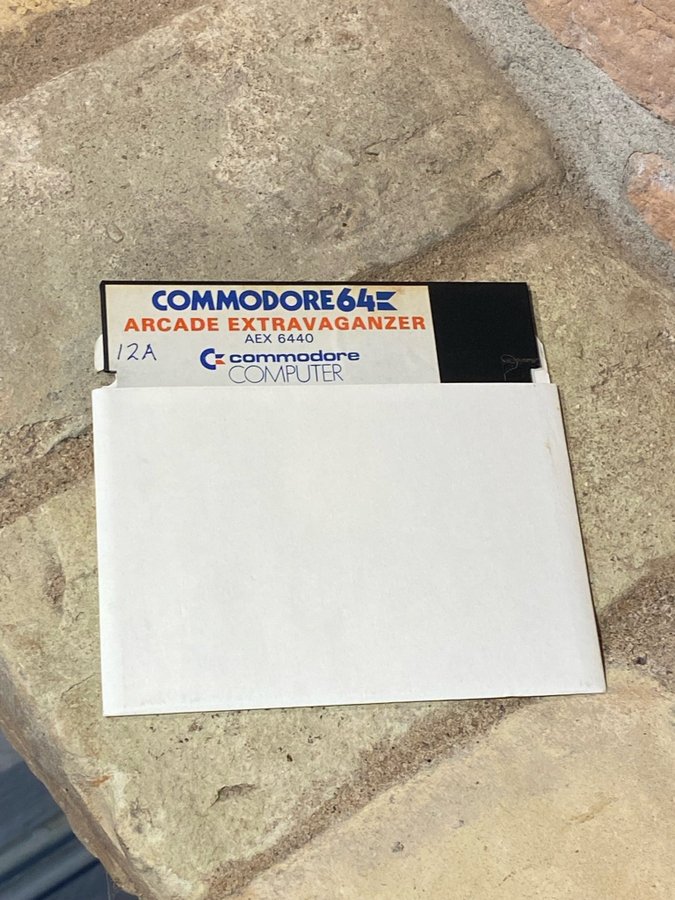 COMMODORE 64
ARCADE EXTRAVAGANZER
AEX 6440
12A
commodore
COMPUTER